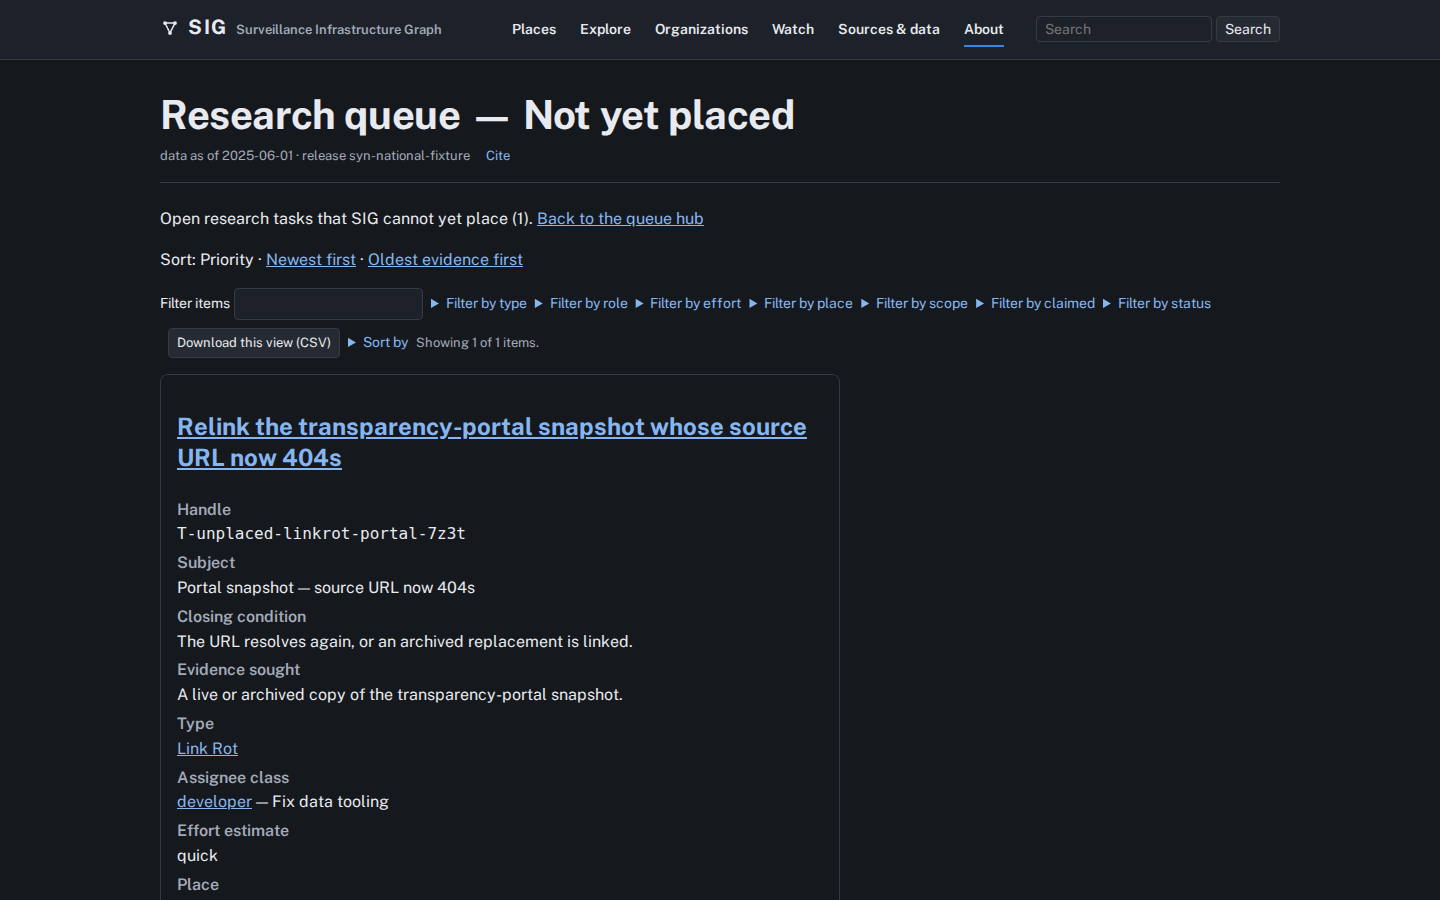 SIG Surveillance Infrastructure Graph Places Explore Organizations Watch Sources & data About Search Search
Research queue — Not yet placed
data as of 2025-06-01 · release syn-national-fixture Cite
Open research tasks that SIG cannot yet place (1). Back to the queue hub
Sort: Priority · Newest first · Oldest evidence first
Filter items ▶ Filter by type ▶ Filter by role ▶ Filter by effort ▶ Filter by place ▶ Filter by scope ▶ Filter by claimed ▶ Filter by status
Download this view (CSV) ▶ Sort by Showing 1 of 1 items.
Relink the transparency-portal snapshot whose source
URL now 404s
Handle
T-unplaced-linkrot-portal-7z3t
Subject
Portal snapshot — source URL now 404s
Closing condition
The URL resolves again, or an archived replacement is linked.
Evidence sought
A live or archived copy of the transparency-portal snapshot.
Type
Link Rot
Assignee class
developer — Fix data tooling
Effort estimate
quick
Place